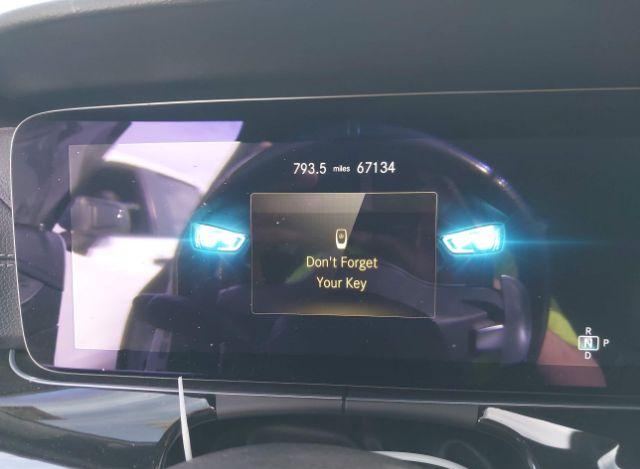 793.5 miles 67134
Don't Forget
Your Key
R
N P
D